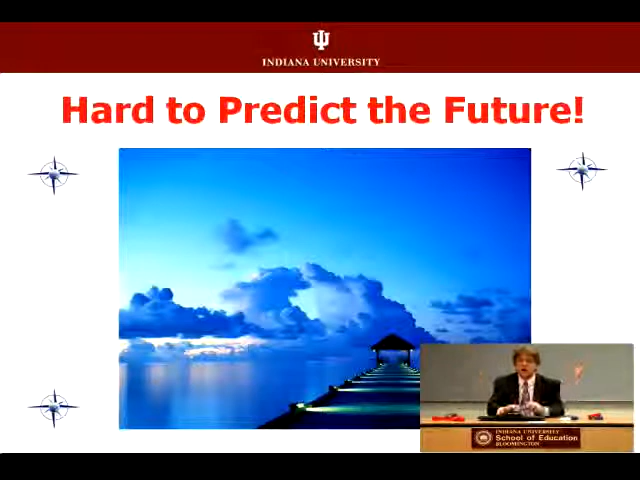 INDIANA UNIVERSITY
Hard to Predict the Future!
INDIANA UNIVERSITY
School of Education
BLOOMINGTON